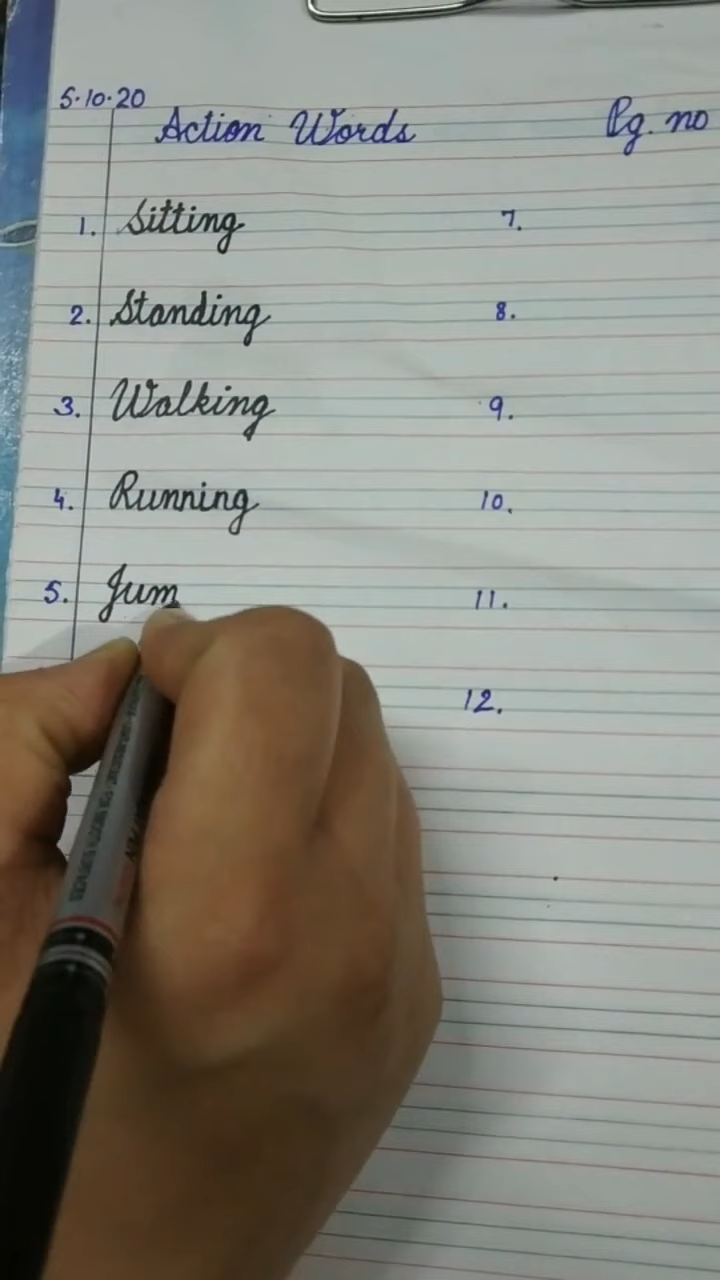 5.10.20
Action Words Pg. no
1. Sitting 7.
2. Standing 8.
3. Walking 9.
4. Running 10.
5. Jum 11.
12.